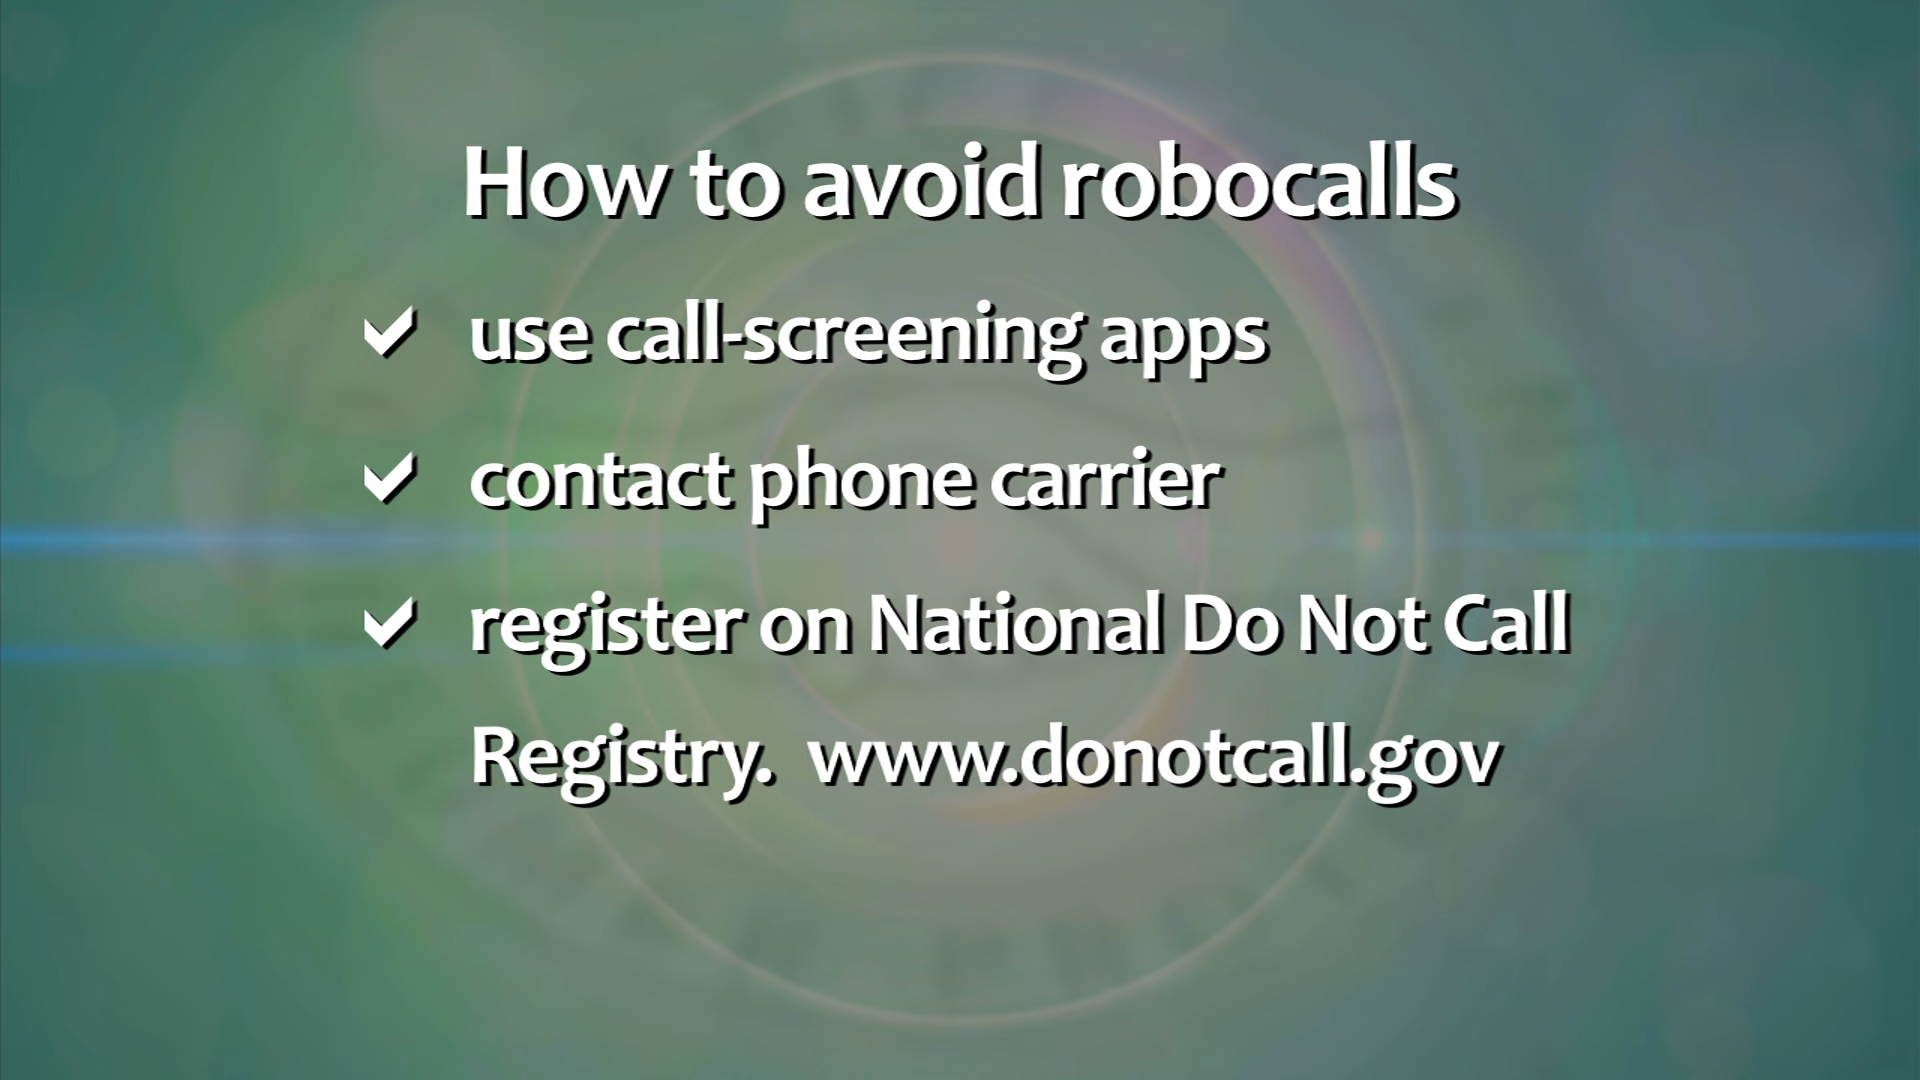 How to avoid robocalls
use call-screening apps
contact phone carrier
register on National Do Not Call
Registry. www.donotcall.gov